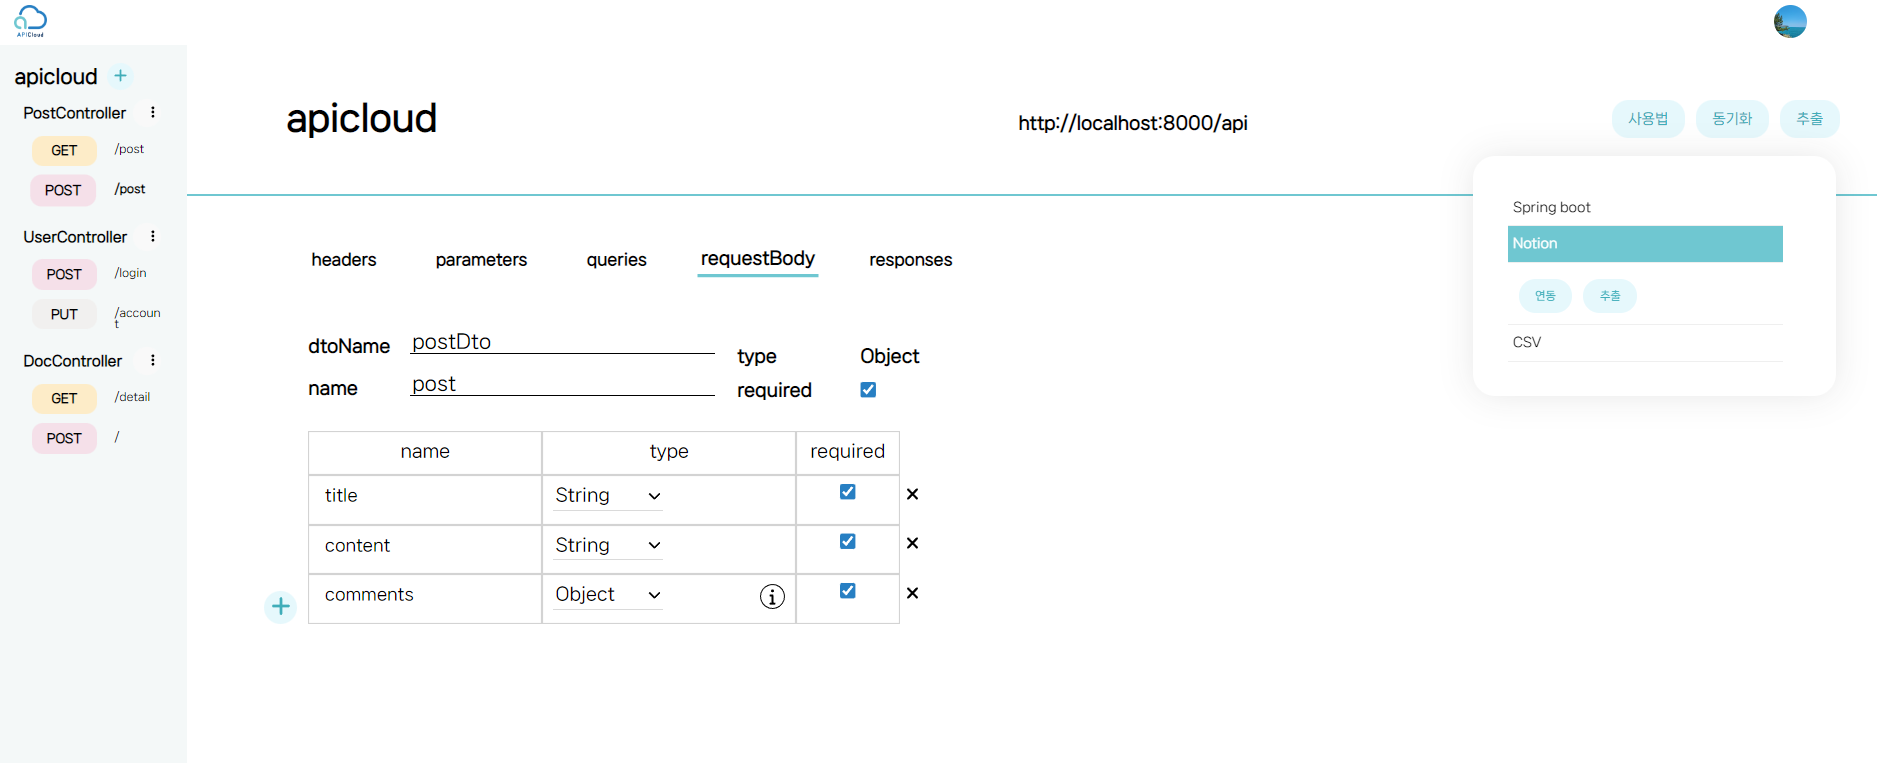 APICloud
apicloud
PostController
GET /post
POST /post
UserController
POST /login
PUT /accoun
t
DocController
GET /detail
POST /
apicloud
http://localhost:8000/api
사용법 동기화 추출
Spring boot
Notion
연동 추출
CSV
headers parameters queries requestBody responses
dtoName postDto
type Object
name post
required
name type required
title String
content String
comments Object